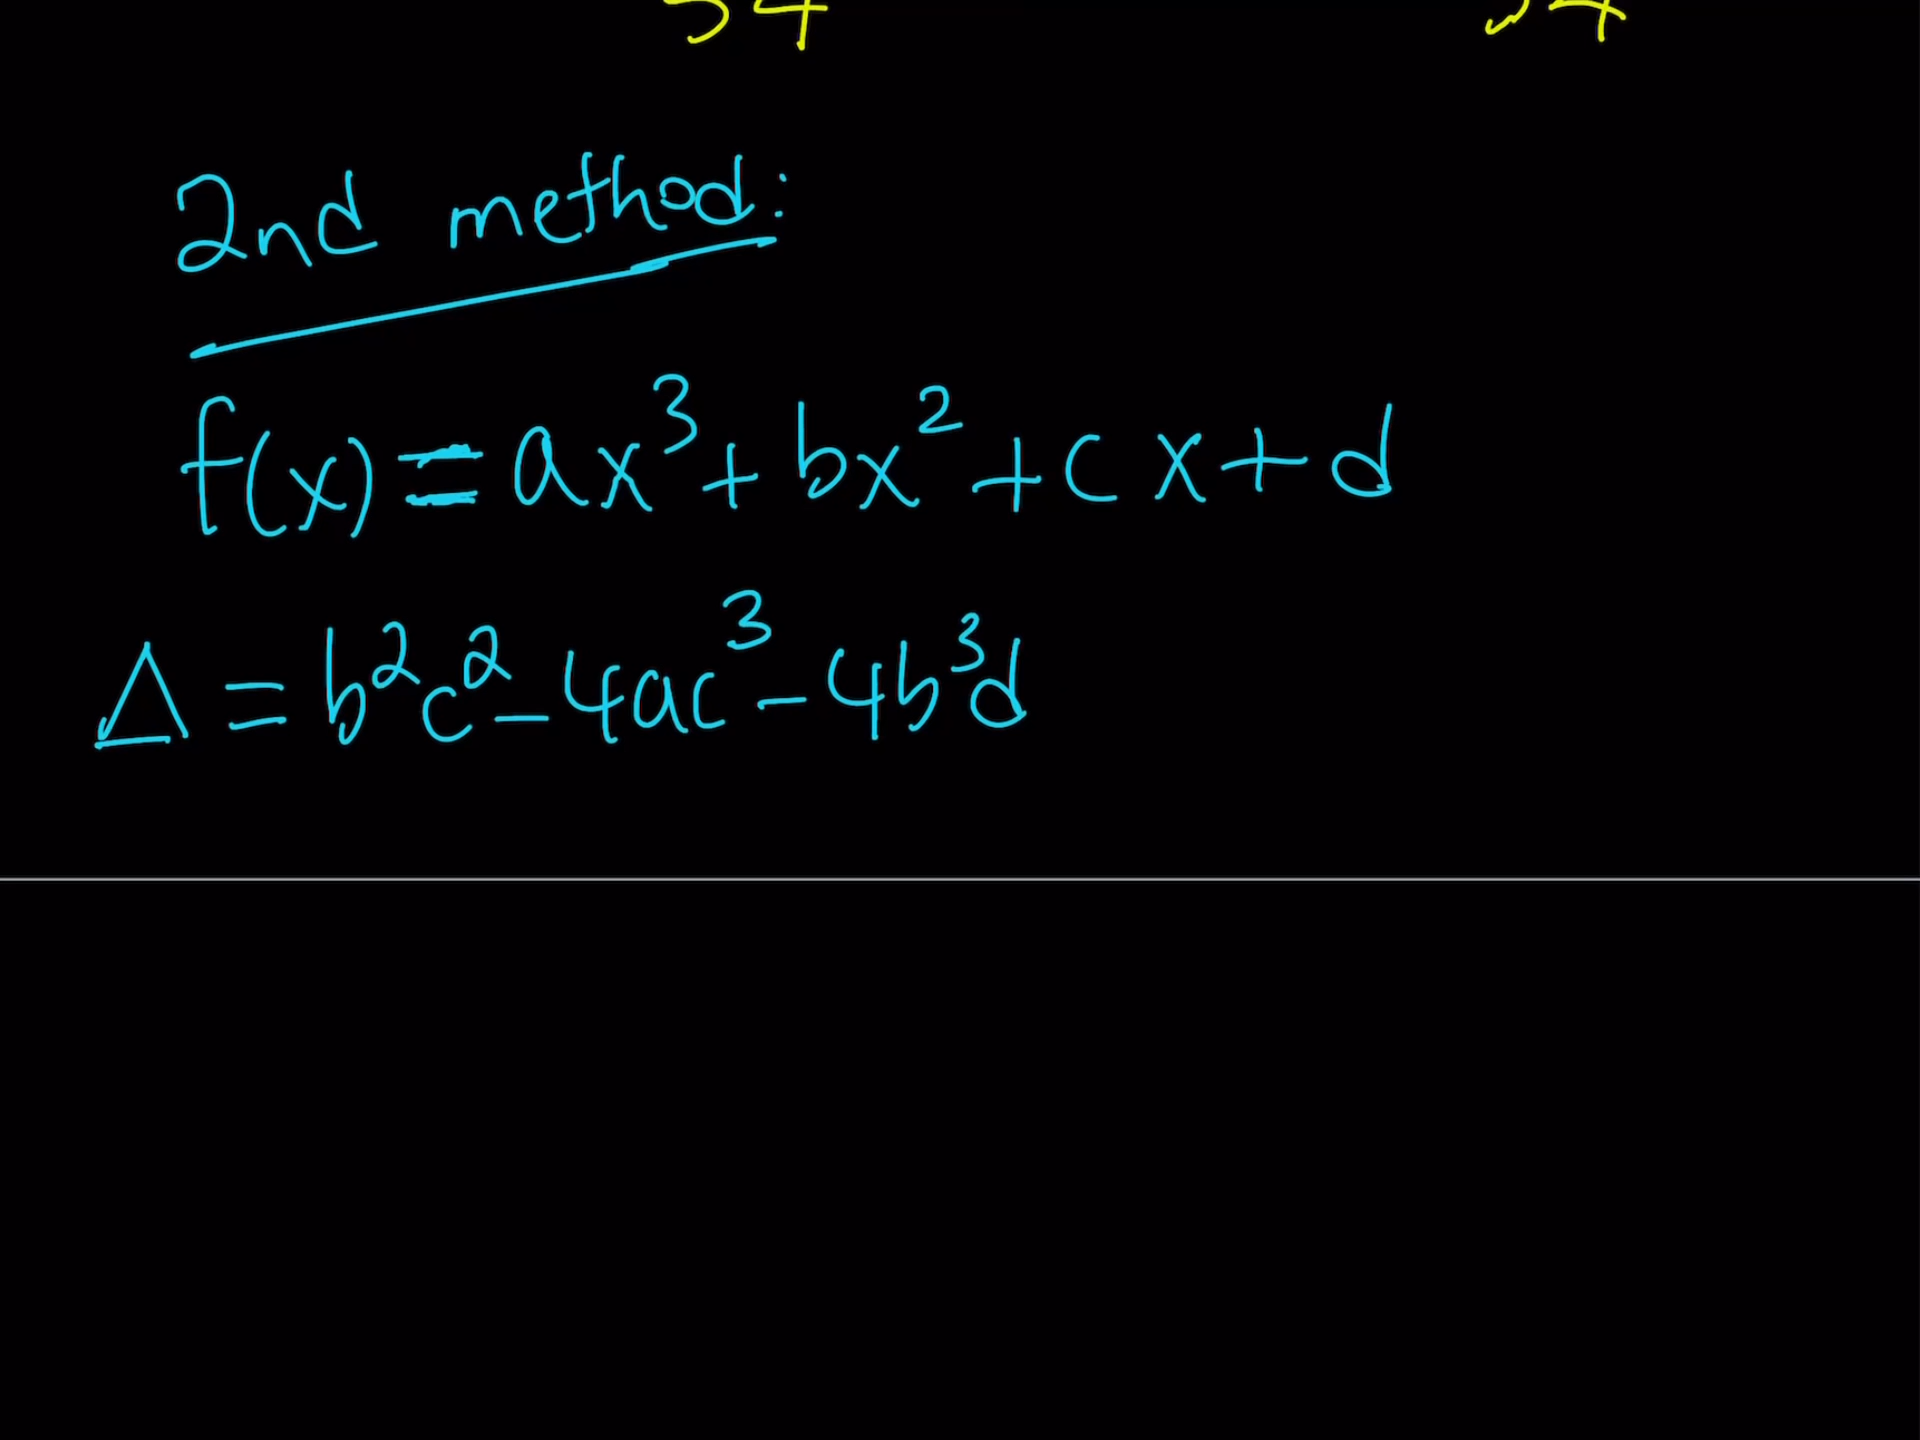 2nd method:
f(x)=ax³+bx²+cx+d
Δ=b²c²-4ac³-4b³d